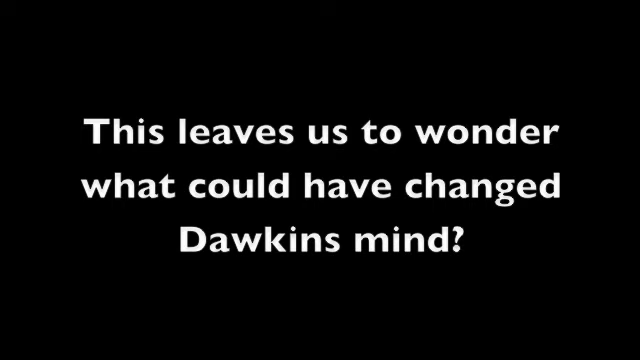 This leaves us to wonder
what could have changed
Dawkins mind?